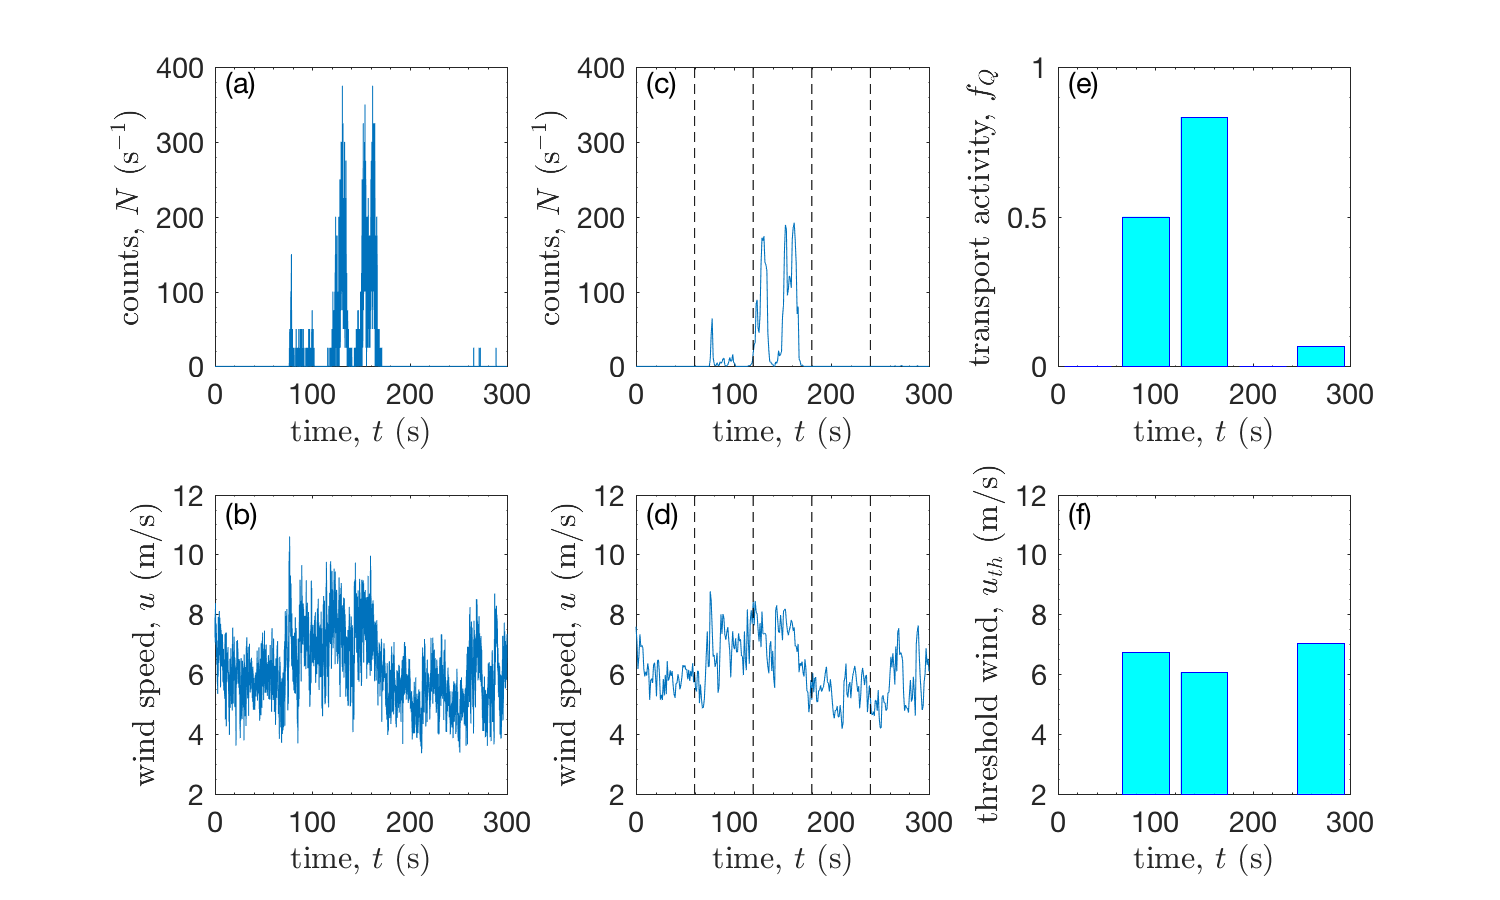 (a)
400
300
200
100
0
counts, N (s⁻¹)
0 100 200 300
time, t (s)
(c)
400
300
200
100
0
counts, N (s⁻¹)
0 100 200 300
time, t (s)
(e)
1
0.5
0
transport activity, f_Q
0 100 200 300
time, t (s)
(b)
12
10
8
6
4
2
wind speed, u (m/s)
0 100 200 300
time, t (s)
(d)
12
10
8
6
4
2
wind speed, u (m/s)
0 100 200 300
time, t (s)
(f)
12
10
8
6
4
2
threshold wind, u_th (m/s)
0 100 200 300
time, t (s)